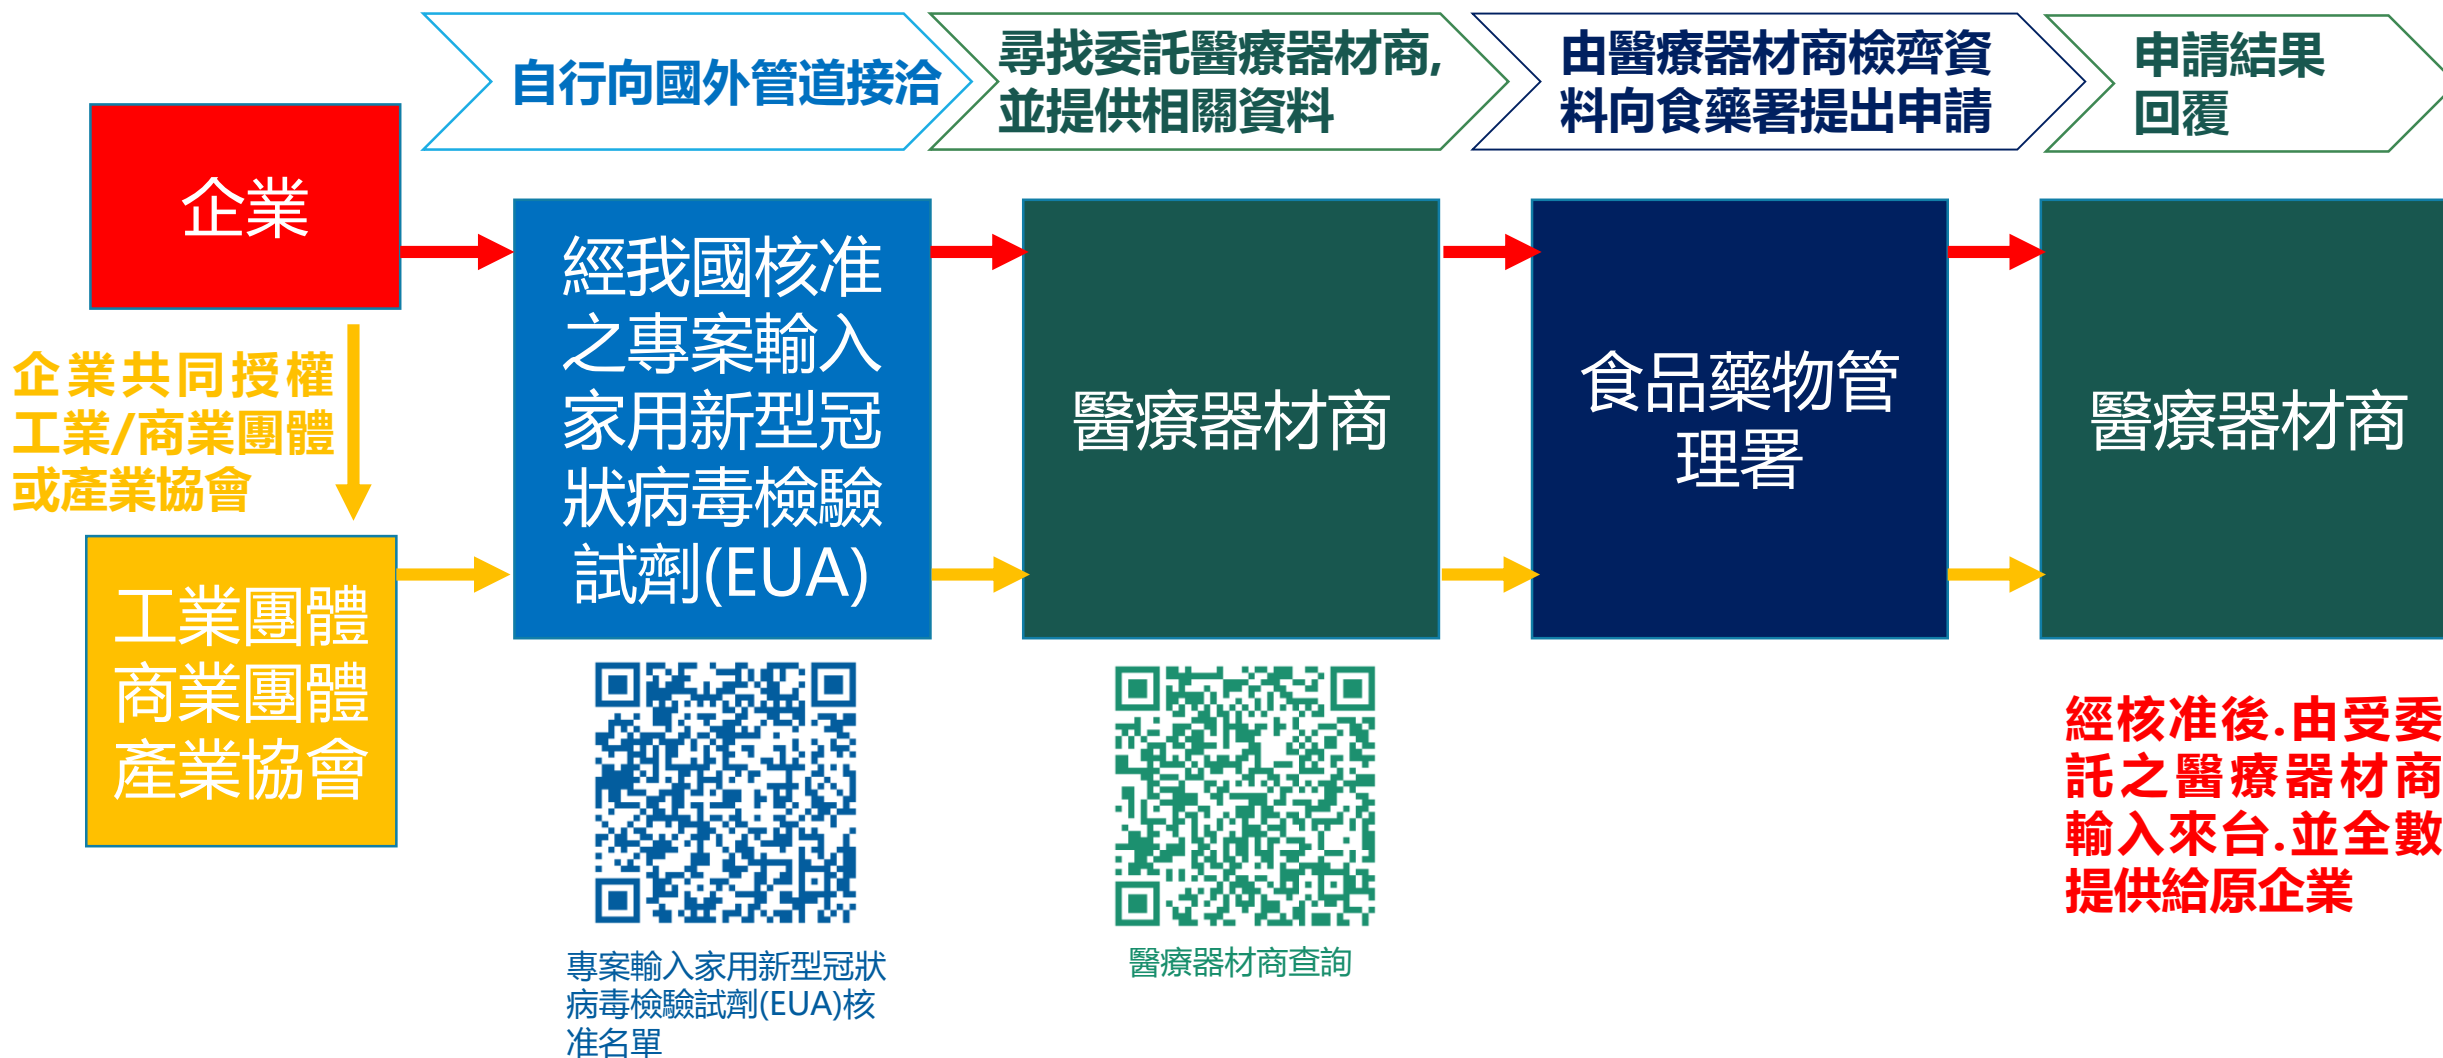 自行向國外管道接洽
尋找委託醫療器材商,
並提供相關資料
由醫療器材商檢齊資
料向食藥署提出申請
申請結果
回覆
企業
企業共同授權
工業/商業團體
或產業協會
工業團體
商業團體
產業協會
經我國核准
之專案輸入
家用新型冠
狀病毒檢驗
試劑(EUA)
醫療器材商
食品藥物管
理署
醫療器材商
專案輸入家用新型冠狀
病毒檢驗試劑(EUA)核
准名單
醫療器材商查詢
經核准後.由受委
託之醫療器材商
輸入來台.並全數
提供給原企業